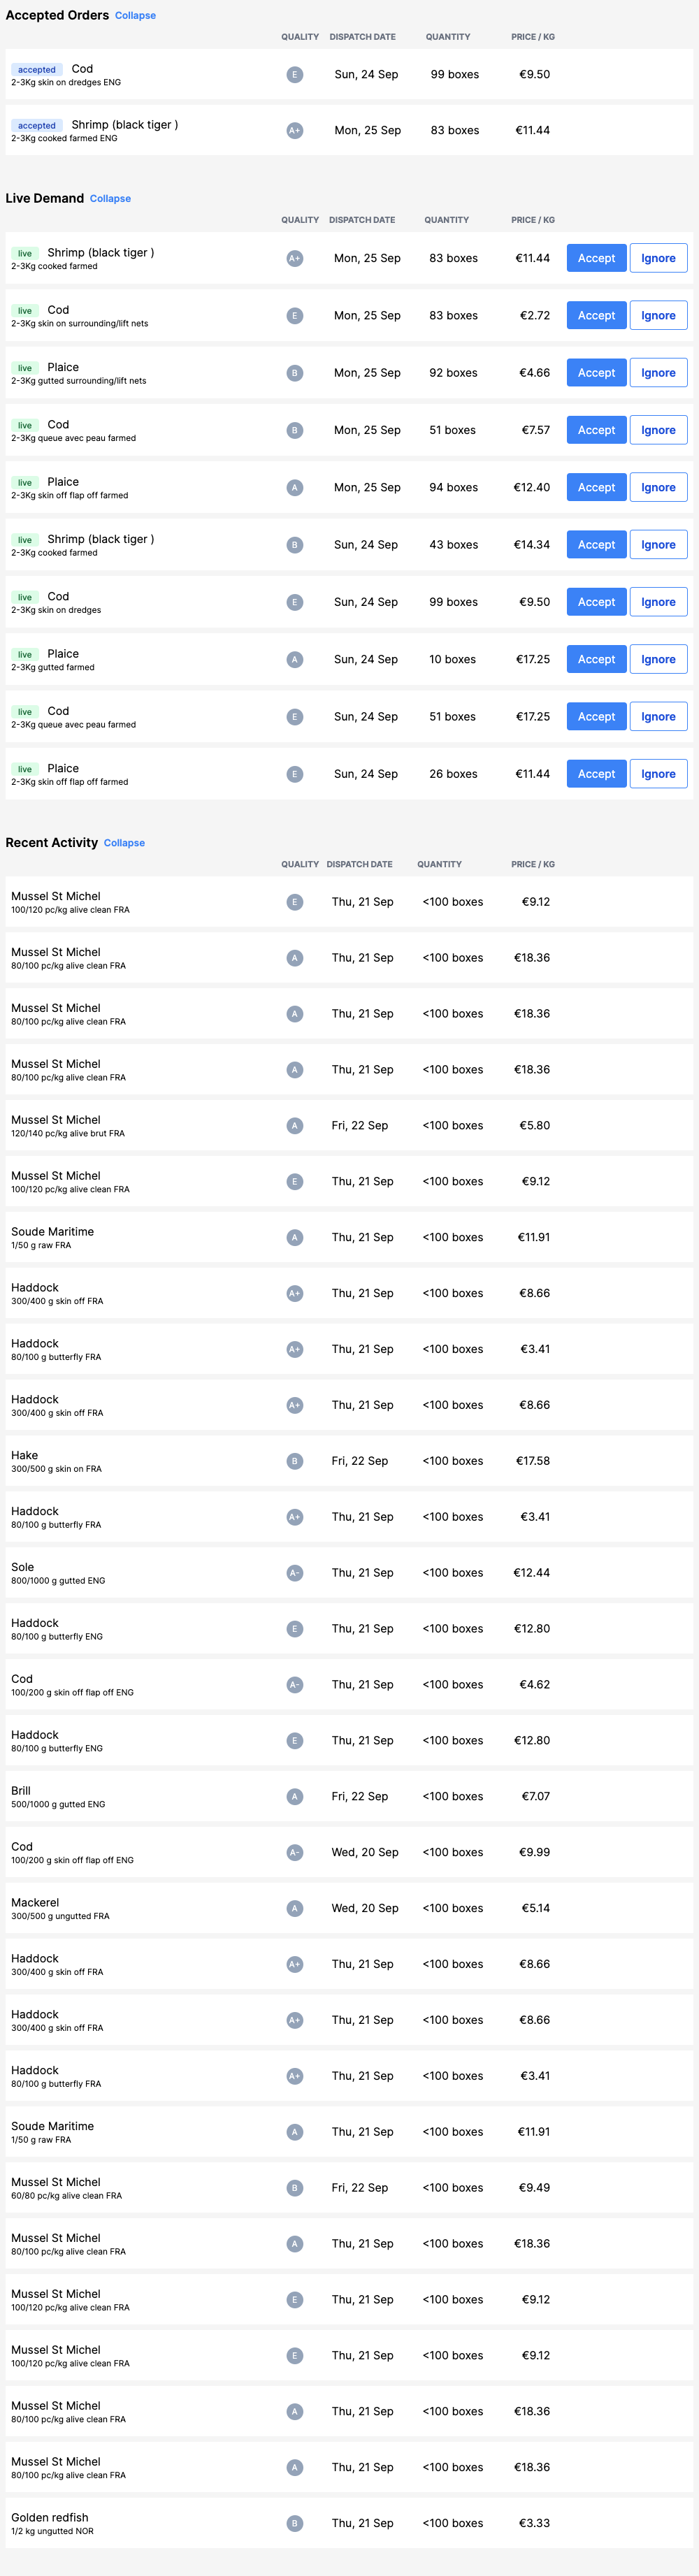 Accepted Orders Collapse
QUALITY DISPATCH DATE QUANTITY PRICE / KG
accepted Cod E Sun, 24 Sep 99 boxes €9.50
2-3Kg skin on dredges ENG
accepted Shrimp (black tiger ) A+ Mon, 25 Sep 83 boxes €11.44
2-3Kg cooked farmed ENG
Live Demand Collapse
QUALITY DISPATCH DATE QUANTITY PRICE / KG
live Shrimp (black tiger ) A+ Mon, 25 Sep 83 boxes €11.44 Accept Ignore
2-3Kg cooked farmed
live Cod E Mon, 25 Sep 83 boxes €2.72 Accept Ignore
2-3Kg skin on surrounding/lift nets
live Plaice B Mon, 25 Sep 92 boxes €4.66 Accept Ignore
2-3Kg gutted surrounding/lift nets
live Cod B Mon, 25 Sep 51 boxes €7.57 Accept Ignore
2-3Kg queue avec peau farmed
live Plaice A Mon, 25 Sep 94 boxes €12.40 Accept Ignore
2-3Kg skin off flap off farmed
live Shrimp (black tiger ) B Sun, 24 Sep 43 boxes €14.34 Accept Ignore
2-3Kg cooked farmed
live Cod E Sun, 24 Sep 99 boxes €9.50 Accept Ignore
2-3Kg skin on dredges
live Plaice A Sun, 24 Sep 10 boxes €17.25 Accept Ignore
2-3Kg gutted farmed
live Cod E Sun, 24 Sep 51 boxes €17.25 Accept Ignore
2-3Kg queue avec peau farmed
live Plaice E Sun, 24 Sep 26 boxes €11.44 Accept Ignore
2-3Kg skin off flap off farmed
Recent Activity Collapse
QUALITY DISPATCH DATE QUANTITY PRICE / KG
Mussel St Michel E Thu, 21 Sep <100 boxes €9.12
100/120 pc/kg alive clean FRA
Mussel St Michel A Thu, 21 Sep <100 boxes €18.36
80/100 pc/kg alive clean FRA
Mussel St Michel A Thu, 21 Sep <100 boxes €18.36
80/100 pc/kg alive clean FRA
Mussel St Michel A Thu, 21 Sep <100 boxes €18.36
80/100 pc/kg alive clean FRA
Mussel St Michel A Fri, 22 Sep <100 boxes €5.80
120/140 pc/kg alive brut FRA
Mussel St Michel E Thu, 21 Sep <100 boxes €9.12
100/120 pc/kg alive clean FRA
Soude Maritime A Thu, 21 Sep <100 boxes €11.91
1/50 g raw FRA
Haddock A+ Thu, 21 Sep <100 boxes €8.66
300/400 g skin off FRA
Haddock A+ Thu, 21 Sep <100 boxes €3.41
80/100 g butterfly FRA
Haddock A+ Thu, 21 Sep <100 boxes €8.66
300/400 g skin off FRA
Hake B Fri, 22 Sep <100 boxes €17.58
300/500 g skin on FRA
Haddock A+ Thu, 21 Sep <100 boxes €3.41
80/100 g butterfly FRA
Sole A- Thu, 21 Sep <100 boxes €12.44
800/1000 g gutted ENG
Haddock E Thu, 21 Sep <100 boxes €12.80
80/100 g butterfly ENG
Cod A- Thu, 21 Sep <100 boxes €4.62
100/200 g skin off flap off ENG
Haddock E Thu, 21 Sep <100 boxes €12.80
80/100 g butterfly ENG
Brill A Fri, 22 Sep <100 boxes €7.07
500/1000 g gutted ENG
Cod A- Wed, 20 Sep <100 boxes €9.99
100/200 g skin off flap off ENG
Mackerel A Wed, 20 Sep <100 boxes €5.14
300/500 g ungutted FRA
Haddock A+ Thu, 21 Sep <100 boxes €8.66
300/400 g skin off FRA
Haddock A+ Thu, 21 Sep <100 boxes €8.66
300/400 g skin off FRA
Haddock A+ Thu, 21 Sep <100 boxes €3.41
80/100 g butterfly FRA
Soude Maritime A Thu, 21 Sep <100 boxes €11.91
1/50 g raw FRA
Mussel St Michel B Fri, 22 Sep <100 boxes €9.49
60/80 pc/kg alive clean FRA
Mussel St Michel A Thu, 21 Sep <100 boxes €18.36
80/100 pc/kg alive clean FRA
Mussel St Michel E Thu, 21 Sep <100 boxes €9.12
100/120 pc/kg alive clean FRA
Mussel St Michel E Thu, 21 Sep <100 boxes €9.12
100/120 pc/kg alive clean FRA
Mussel St Michel A Thu, 21 Sep <100 boxes €18.36
80/100 pc/kg alive clean FRA
Mussel St Michel A Thu, 21 Sep <100 boxes €18.36
80/100 pc/kg alive clean FRA
Golden redfish B Thu, 21 Sep <100 boxes €3.33
1/2 kg ungutted NOR